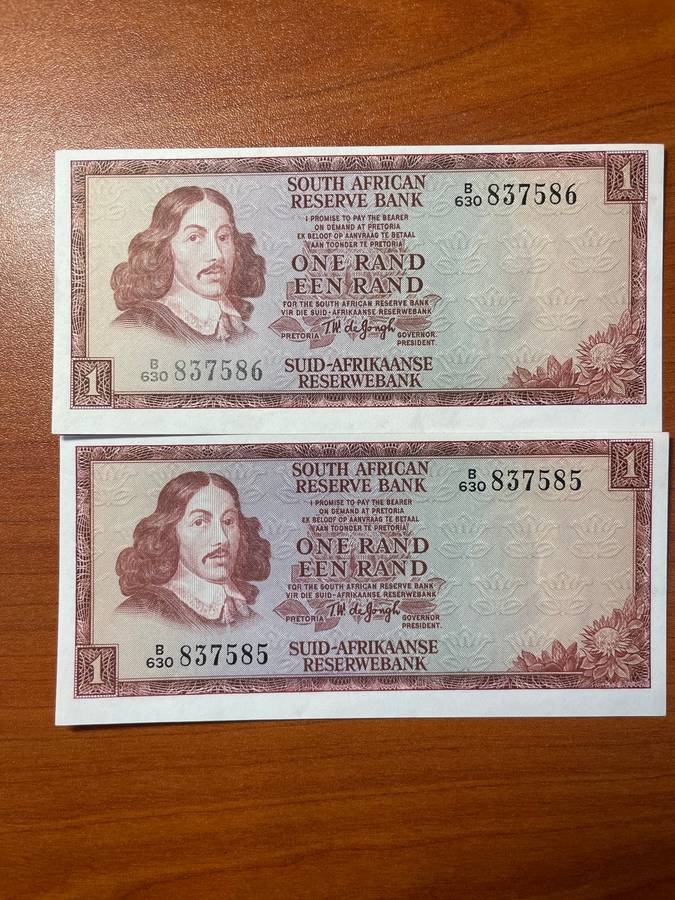 1
SOUTH AFRICAN
RESERVE BANK
B/630 837586
I PROMISE TO PAY THE BEARER
ON DEMAND AT PRETORIA
EK BELOOF OP AANVRAAG TE BETAAL
AAN TOONDER TE PRETORIA
ONE RAND
EEN RAND
FOR THE SOUTH AFRICAN RESERVE BANK
VIR DIE SUID-AFRIKAANSE RESERWEBANK
T.W. de Jongh
PRETORIA GOVERNOR
PRESIDENT.
B/630 837586
SUID-AFRIKAANSE
RESERWEBANK
1
1
SOUTH AFRICAN
RESERVE BANK
B/630 837585
I PROMISE TO PAY THE BEARER
ON DEMAND AT PRETORIA
EK BELOOF OP AANVRAAG TE BETAAL
AAN TOONDER TE PRETORIA
ONE RAND
EEN RAND
FOR THE SOUTH AFRICAN RESERVE BANK
VIR DIE SUID-AFRIKAANSE RESERWEBANK
T.W. de Jongh
PRETORIA GOVERNOR
PRESIDENT.
B/630 837585
SUID-AFRIKAANSE
RESERWEBANK
1